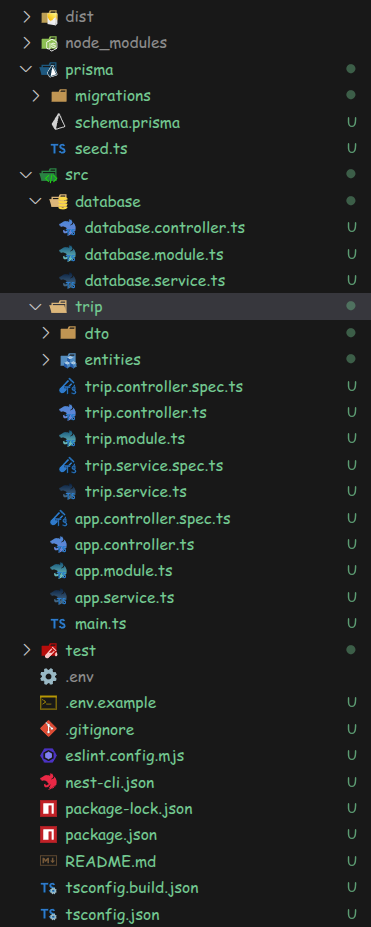 dist
node_modules
prisma
migrations
schema.prisma U
TS seed.ts U
src
database
database.controller.ts U
database.module.ts U
database.service.ts U
trip
dto
entities
trip.controller.spec.ts U
trip.controller.ts U
trip.module.ts U
trip.service.spec.ts U
trip.service.ts U
app.controller.spec.ts U
app.controller.ts U
app.module.ts U
app.service.ts U
TS main.ts U
test
.env
.env.example U
.gitignore U
eslint.config.mjs U
nest-cli.json U
package-lock.json U
package.json U
README.md U
TS tsconfig.build.json U
TS tsconfig.json U